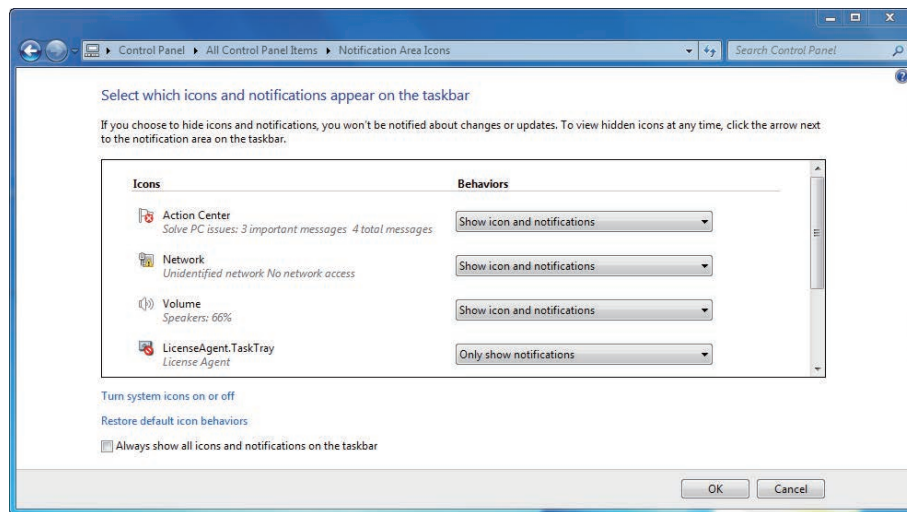 Control Panel ▸ All Control Panel Items ▸ Notification Area Icons
Search Control Panel
Select which icons and notifications appear on the taskbar
If you choose to hide icons and notifications, you won't be notified about changes or updates. To view hidden icons at any time, click the arrow next
to the notification area on the taskbar.
Icons Behaviors
Action Center
Solve PC issues: 3 important messages 4 total messages
Show icon and notifications
Network
Unidentified network No network access
Show icon and notifications
Volume
Speakers: 66%
Show icon and notifications
LicenseAgent.TaskTray
License Agent
Only show notifications
Turn system icons on or off
Restore default icon behaviors
Always show all icons and notifications on the taskbar
OK Cancel